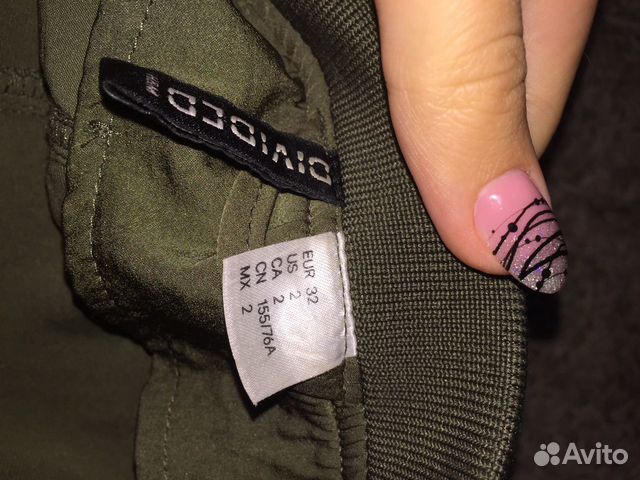 DIVIDED
H&M
EUR 32
US 2
CA 2
CN 155/76A
MX 2
Avito